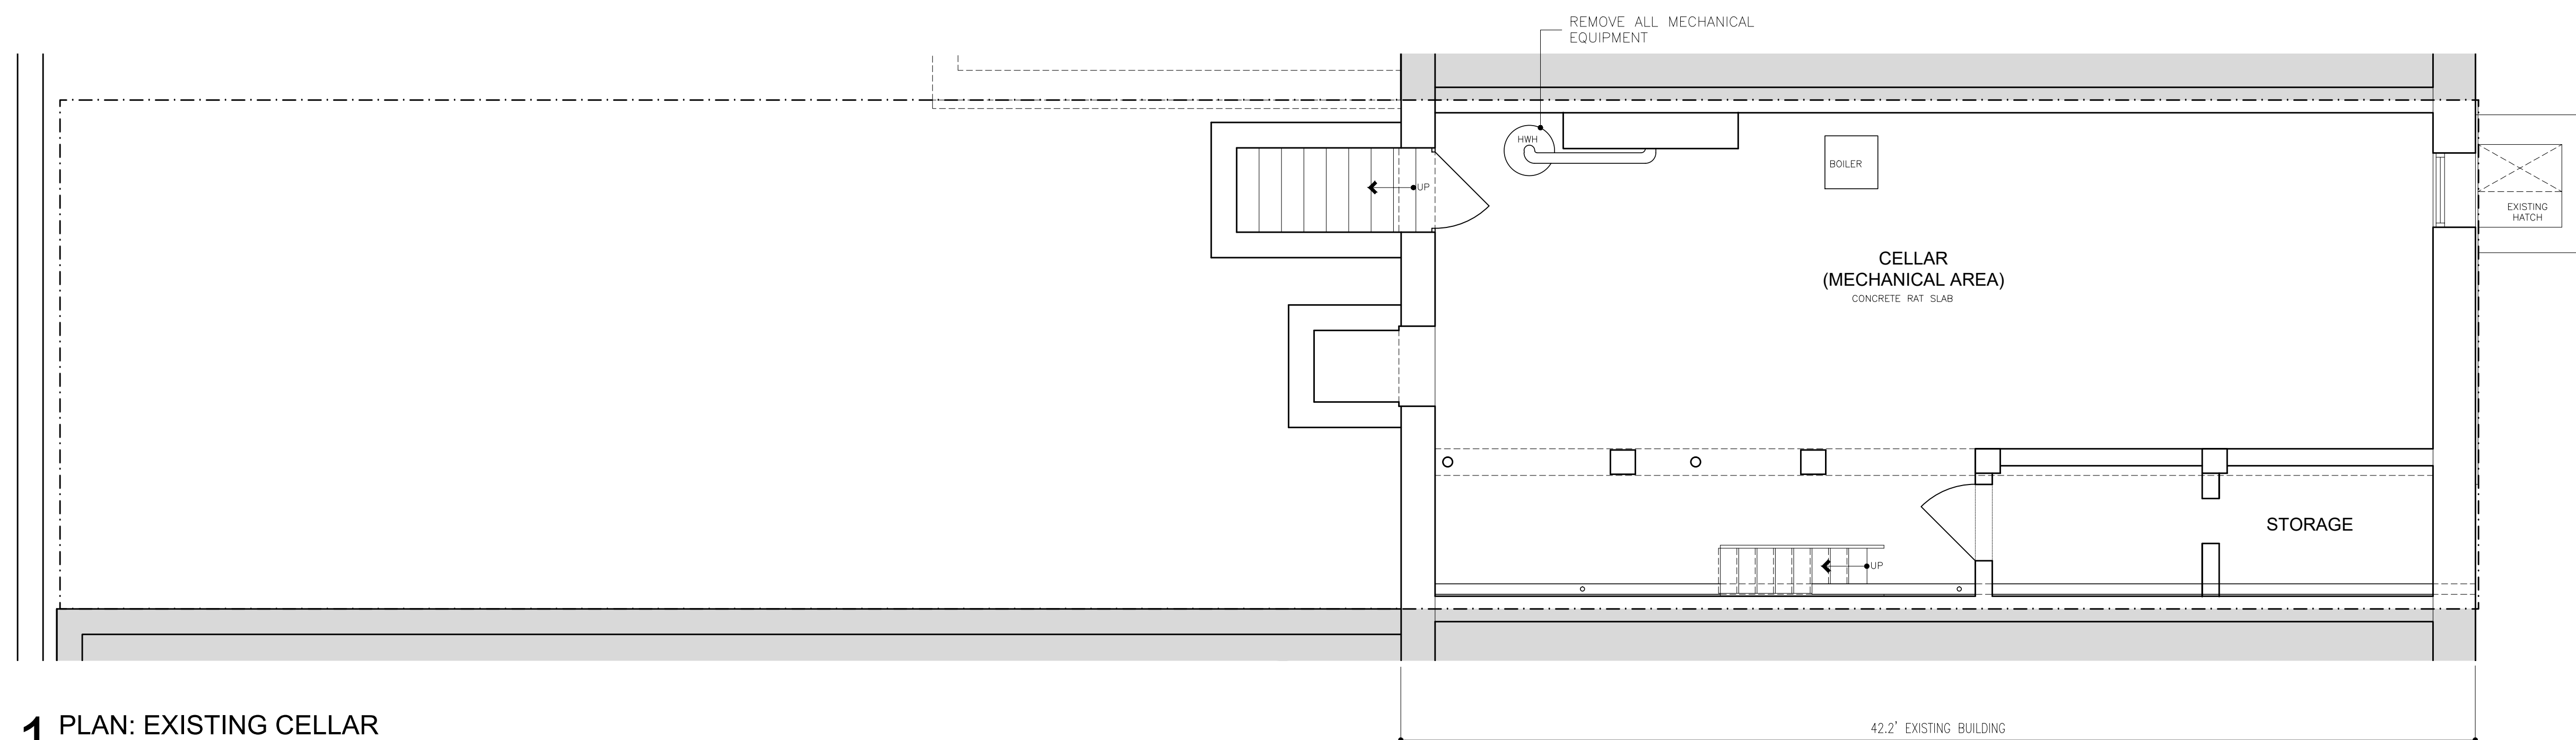 REMOVE ALL MECHANICAL
EQUIPMENT
HWH
BOILER
UP
EXISTING
HATCH
CELLAR
(MECHANICAL AREA)
CONCRETE RAT SLAB
STORAGE
UP
1 PLAN: EXISTING CELLAR
42.2' EXISTING BUILDING